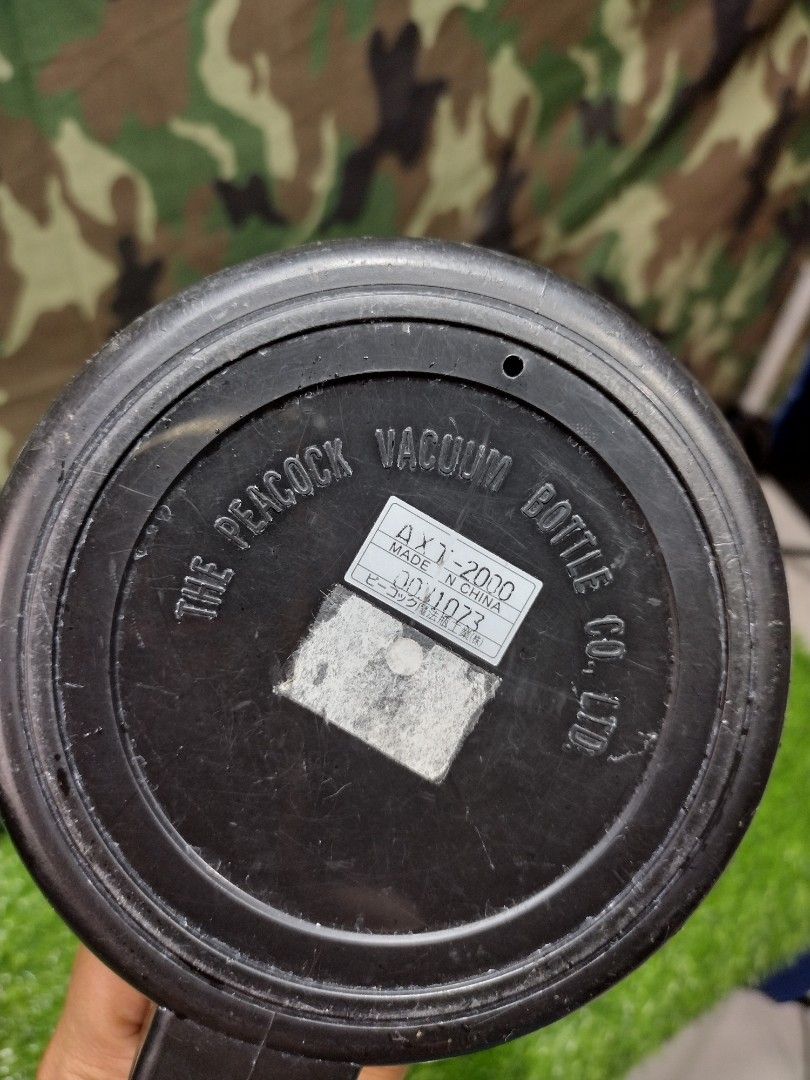 THE PEACOCK VACUUM BOTTLE CO., LTD.
-2000
MADE IN CHINA
ピーコック魔法瓶工業(株)